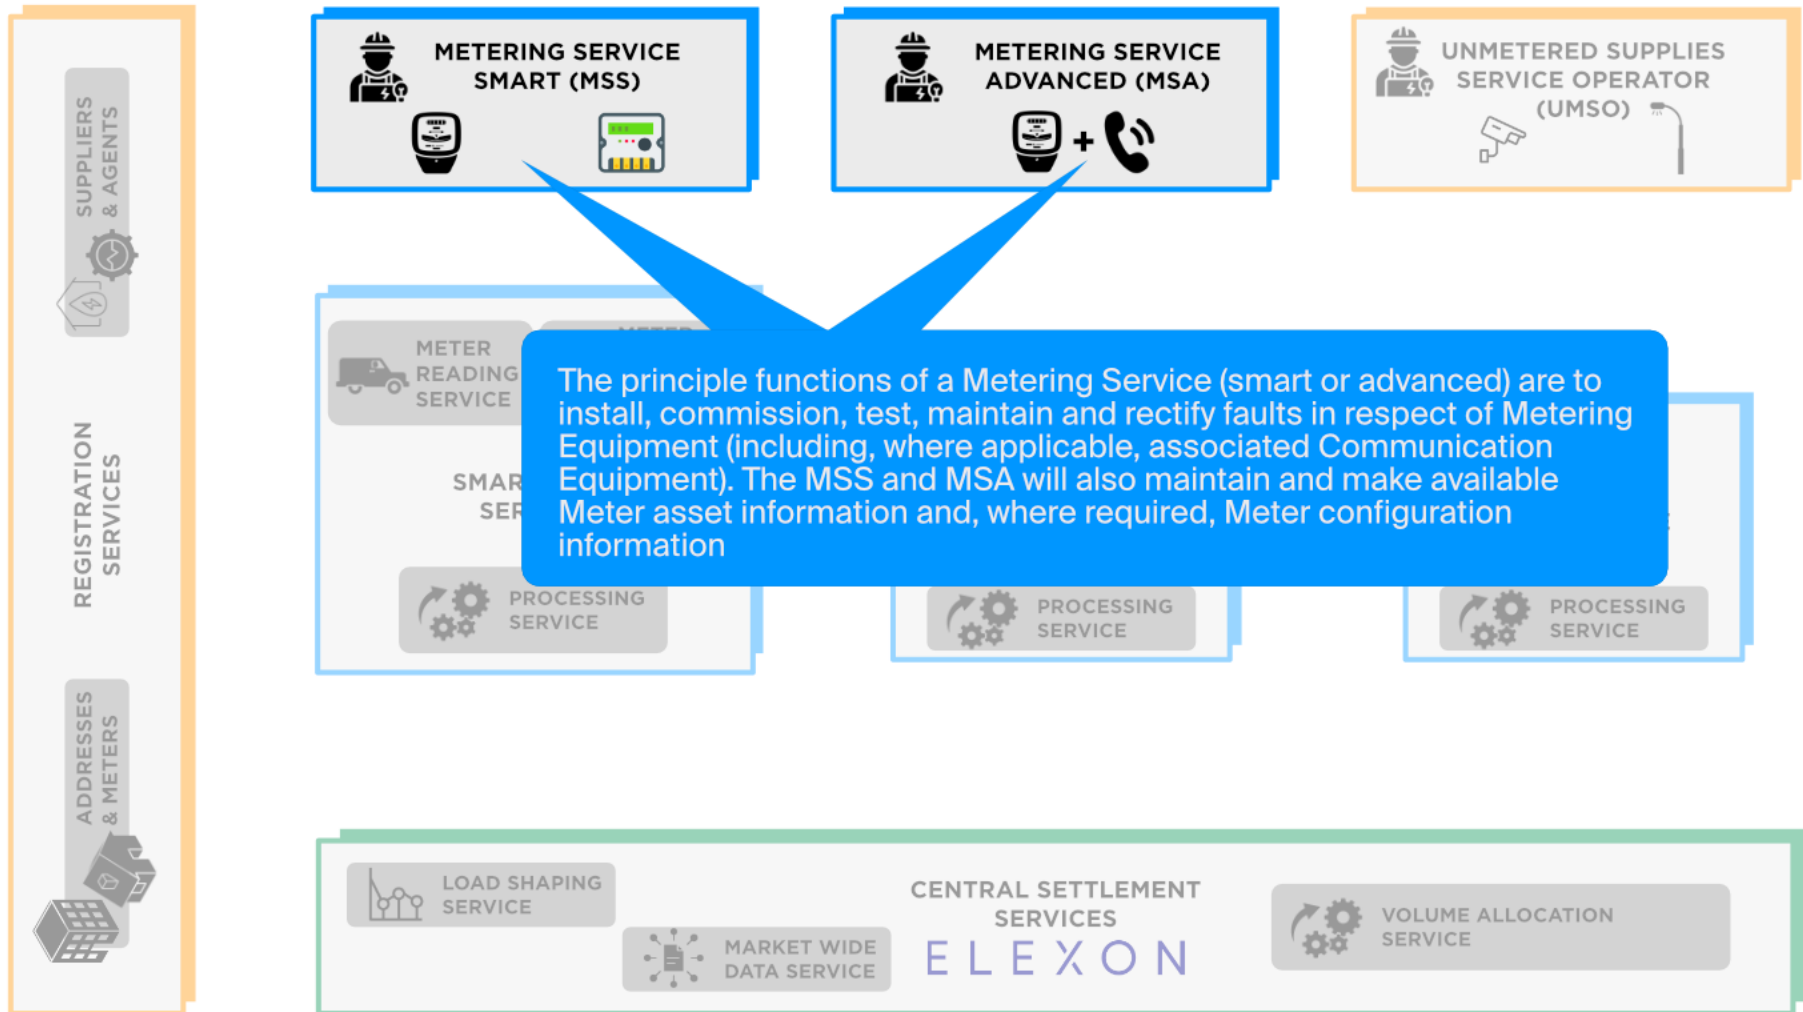 METERING SERVICE
SMART (MSS)
METERING SERVICE
ADVANCED (MSA)
UNMETERED SUPPLIES
SERVICE OPERATOR
(UMSO)
SUPPLIERS
& AGENTS
REGISTRATION
SERVICES
ADDRESSES
& METERS
METER
READING
SERVICE
The principle functions of a Metering Service (smart or advanced) are to
install, commission, test, maintain and rectify faults in respect of Metering
Equipment (including, where applicable, associated Communication
Equipment). The MSS and MSA will also maintain and make available
Meter asset information and, where required, Meter configuration
information
SMAR
SER
PROCESSING
SERVICE
PROCESSING
SERVICE
PROCESSING
SERVICE
LOAD SHAPING
SERVICE
MARKET WIDE
DATA SERVICE
CENTRAL SETTLEMENT
SERVICES
ELEXON
VOLUME ALLOCATION
SERVICE